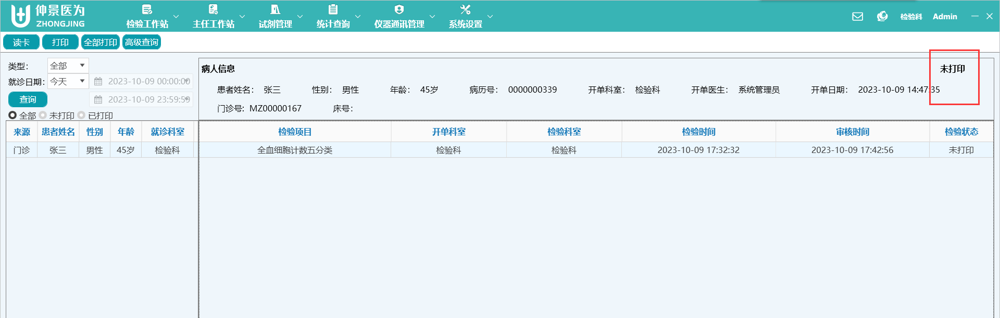 仲景医为
ZHONGJING
检验工作站 主任工作站 试剂管理 统计查询 仪器通讯管理 系统设置 检验科 Admin
读卡 打印 全部打印 高级查询
类型： 全部
就诊日期： 今天 2023-10-09 00:00:00
查询 2023-10-09 23:59:59
全部 未打印 已打印
病人信息 未打印
患者姓名： 张三 性别： 男性 年龄： 45岁 病历号： 0000000339 开单科室： 检验科 开单医生： 系统管理员 开单日期： 2023-10-09 14:47:35
门诊号: MZ00000167 床号：
来源 患者姓名 性别 年龄 就诊科室
门诊 张三 男性 45岁 检验科
检验项目 开单科室 检验科室 检验时间 审核时间 检验状态
全血细胞计数五分类 检验科 检验科 2023-10-09 17:32:32 2023-10-09 17:42:56 未打印